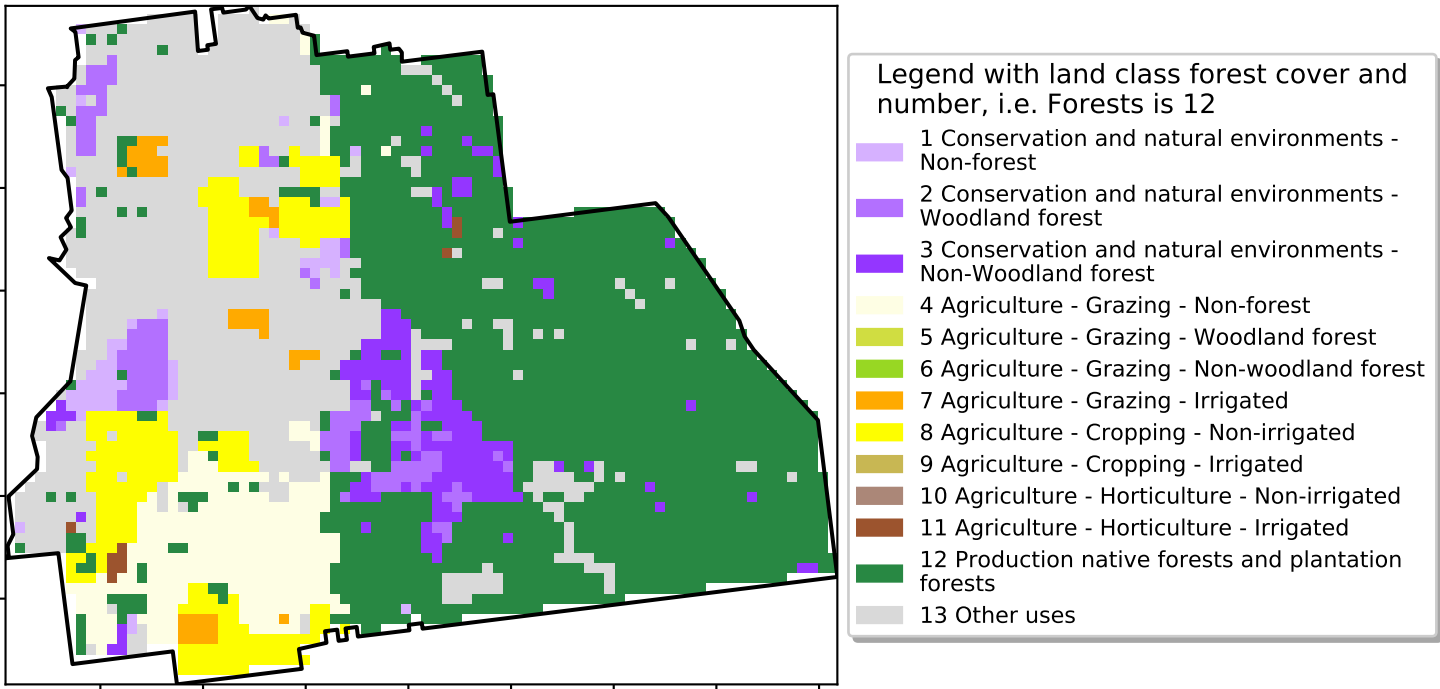 Legend with land class forest cover and
number, i.e. Forests is 12
1 Conservation and natural environments -
Non-forest
2 Conservation and natural environments -
Woodland forest
3 Conservation and natural environments -
Non-Woodland forest
4 Agriculture - Grazing - Non-forest
5 Agriculture - Grazing - Woodland forest
6 Agriculture - Grazing - Non-woodland forest
7 Agriculture - Grazing - Irrigated
8 Agriculture - Cropping - Non-irrigated
9 Agriculture - Cropping - Irrigated
10 Agriculture - Horticulture - Non-irrigated
11 Agriculture - Horticulture - Irrigated
12 Production native forests and plantation
forests
13 Other uses